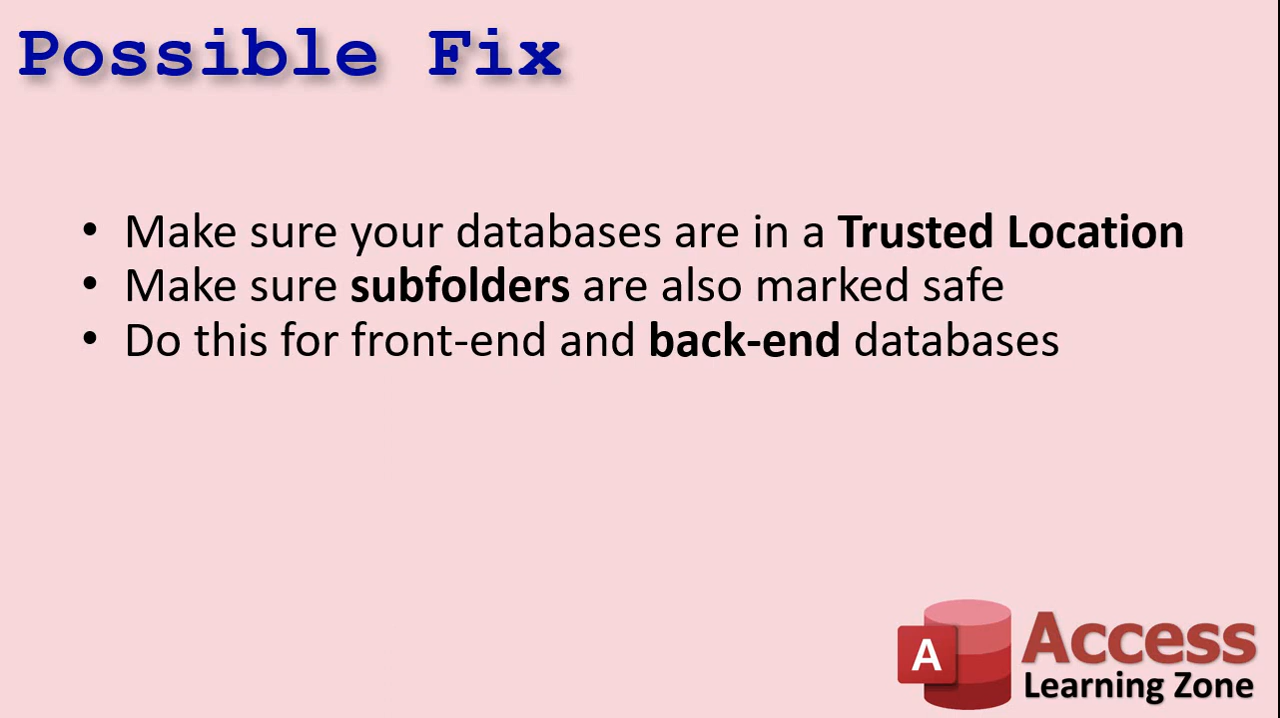 Possible Fix
• Make sure your databases are in a Trusted Location
• Make sure subfolders are also marked safe
• Do this for front-end and back-end databases
A
Access
Learning Zone